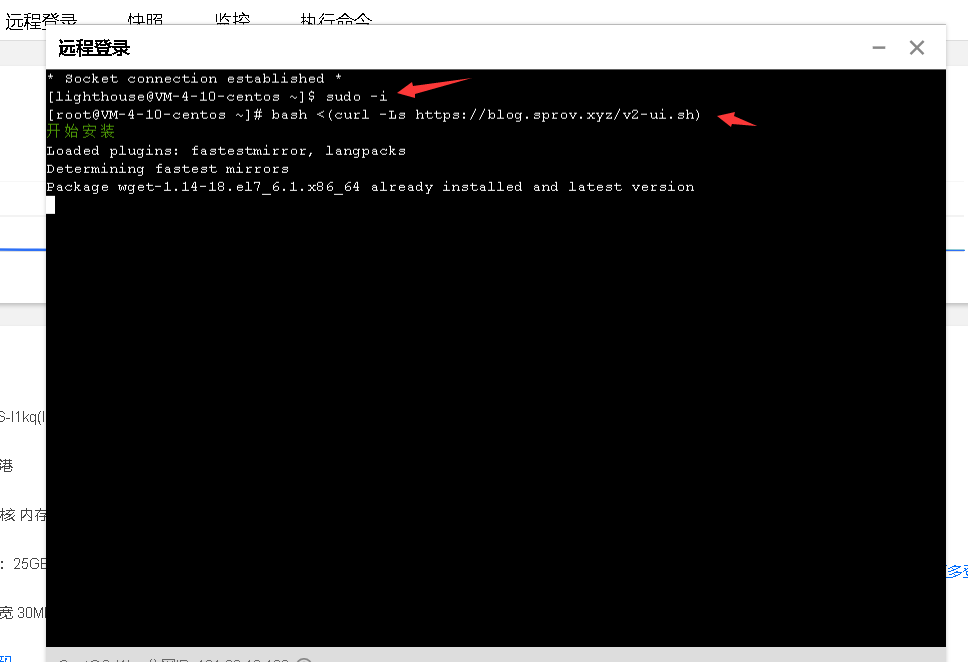 远程登录 快照 监控 执行命令
远程登录
* Socket connection established *
[lighthouse@VM-4-10-centos ~]$ sudo -i
[root@VM-4-10-centos ~]# bash <(curl -Ls https://blog.sprov.xyz/v2-ui.sh)
开始安装
Loaded plugins: fastestmirror, langpacks
Determining fastest mirrors
Package wget-1.14-18.el7_6.1.x86_64 already installed and latest version
S-l1kq(
港
核 内存
: 25GB
宽 30M